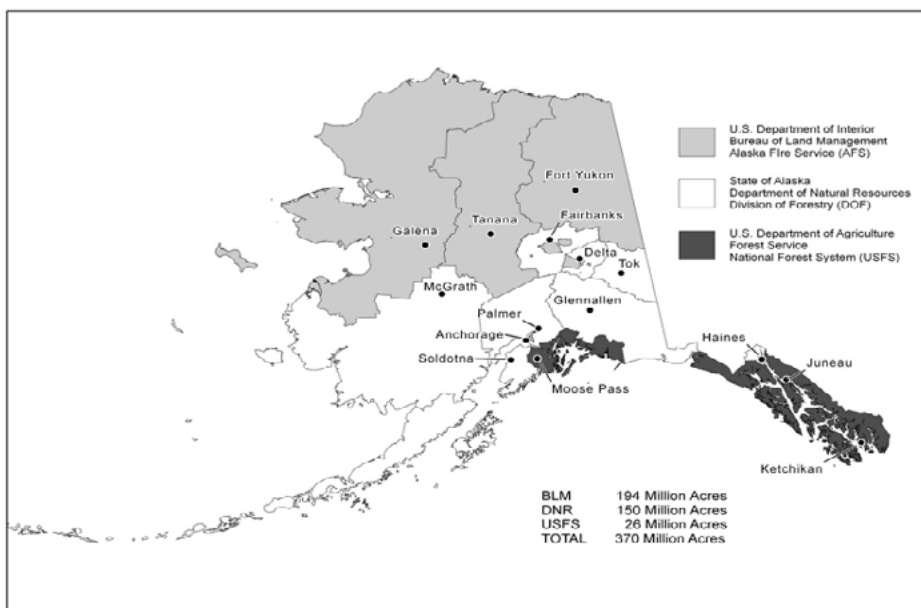 U.S. Department of Interior
Bureau of Land Management
Alaska FIre Service (AFS)
State of Alaska
Department of Natural Resources
Division of Forestry (DOF)
U.S. Department of Agriculture
Forest Service
National Forest System (USFS)
Fort Yukon
Tanana
Fairbanks
Galena
Delta
Tok
McGrath
Glennallen
Palmer
Anchorage
Soldotna
Moose Pass
Haines
Juneau
Ketchikan
BLM 194 Million Acres
DNR 150 Million Acres
USFS 26 Million Acres
TOTAL 370 Million Acres